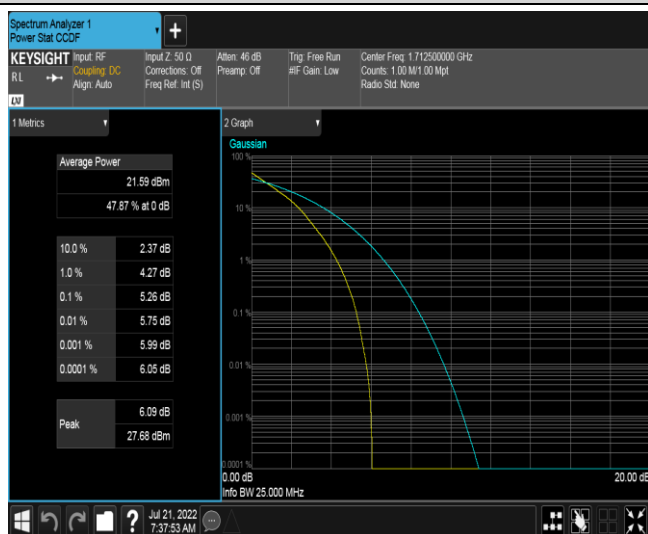 Spectrum Analyzer 1
Power Stat CCDF
+
KEYSIGHT
RL
LXI
Input: RF
Coupling: DC
Align: Auto
Input Z: 50 Ω
Corrections: Off
Freq Ref: Int (S)
Atten: 46 dB
Preamp: Off
Trig: Free Run
#IF Gain: Low
Center Freq: 1.712500000 GHz
Counts: 1.00 M/1.00 Mpt
Radio Std: None
1 Metrics
Average Power
21.59 dBm
47.87 % at 0 dB
10.0 % 2.37 dB
1.0 % 4.27 dB
0.1 % 5.26 dB
0.01 % 5.75 dB
0.001 % 5.99 dB
0.0001 % 6.05 dB
Peak
6.09 dB
27.68 dBm
2 Graph
Gaussian
100 %
10 %
1 %
0.1 %
0.01 %
0.001 %
0.0001 %
0.00 dB 20.00 dB
Info BW 25.000 MHz
?
Jul 21, 2022
7:37:53 AM